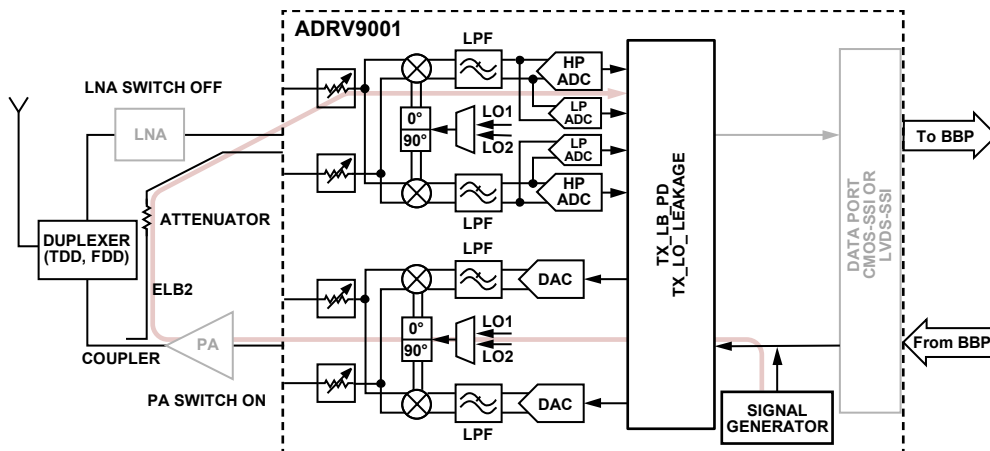 ADRV9001
LPF
HP
ADC
LNA SWITCH OFF
LNA
LO1
LO2
0°
90°
LP
ADC
LP
ADC
HP
ADC
LPF
To BBP
ATTENUATOR
DUPLEXER
(TDD, FDD)
ELB2
COUPLER
PA
PA SWITCH ON
LPF
DAC
0°
90°
LO1
LO2
DAC
LPF
TX_LB_PD
TX_LO_LEAKAGE
DATA PORT
CMOS-SSI OR
LVDS-SSI
From BBP
SIGNAL
GENERATOR